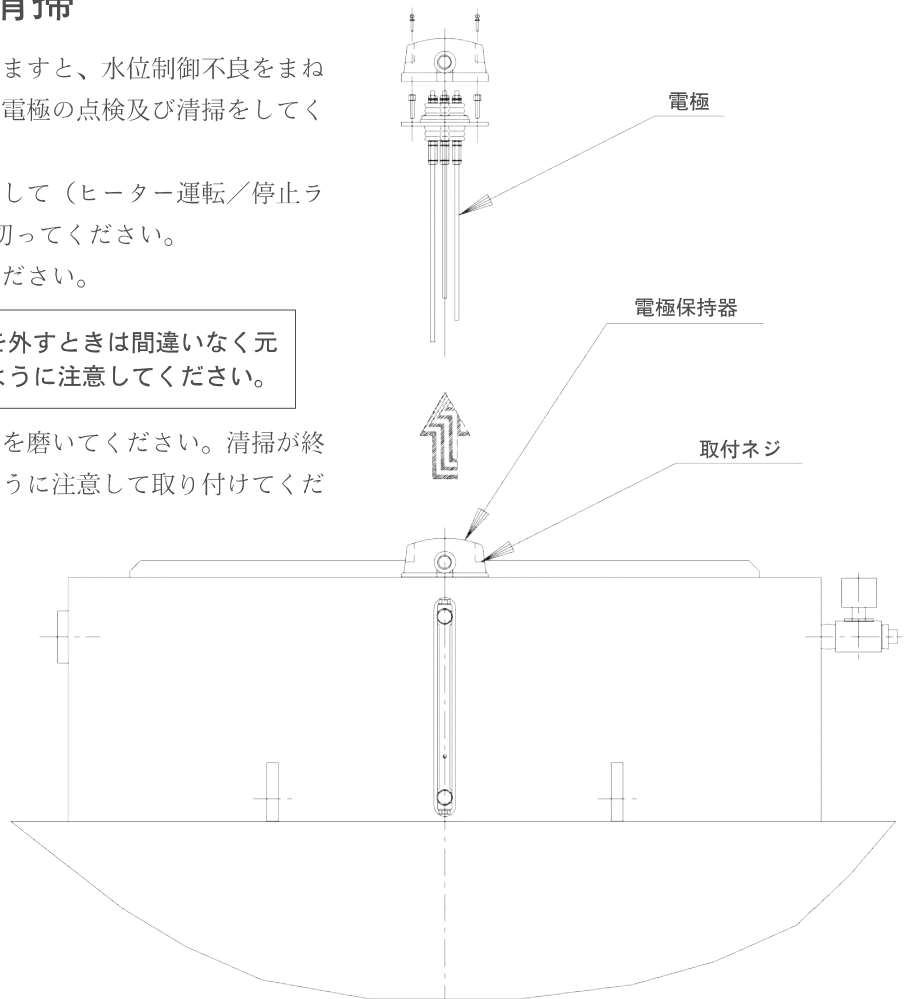 清掃
ますと、水位制御不良をまね
電極の点検及び清掃をしてく
して（ヒーター運転／停止ラ
切ってください。
ださい。
を外すときは間違いなく元
ように注意してください。
を磨いてください。清掃が終
うに注意して取り付けてくだ
電極
電極保持器
取付ネジ